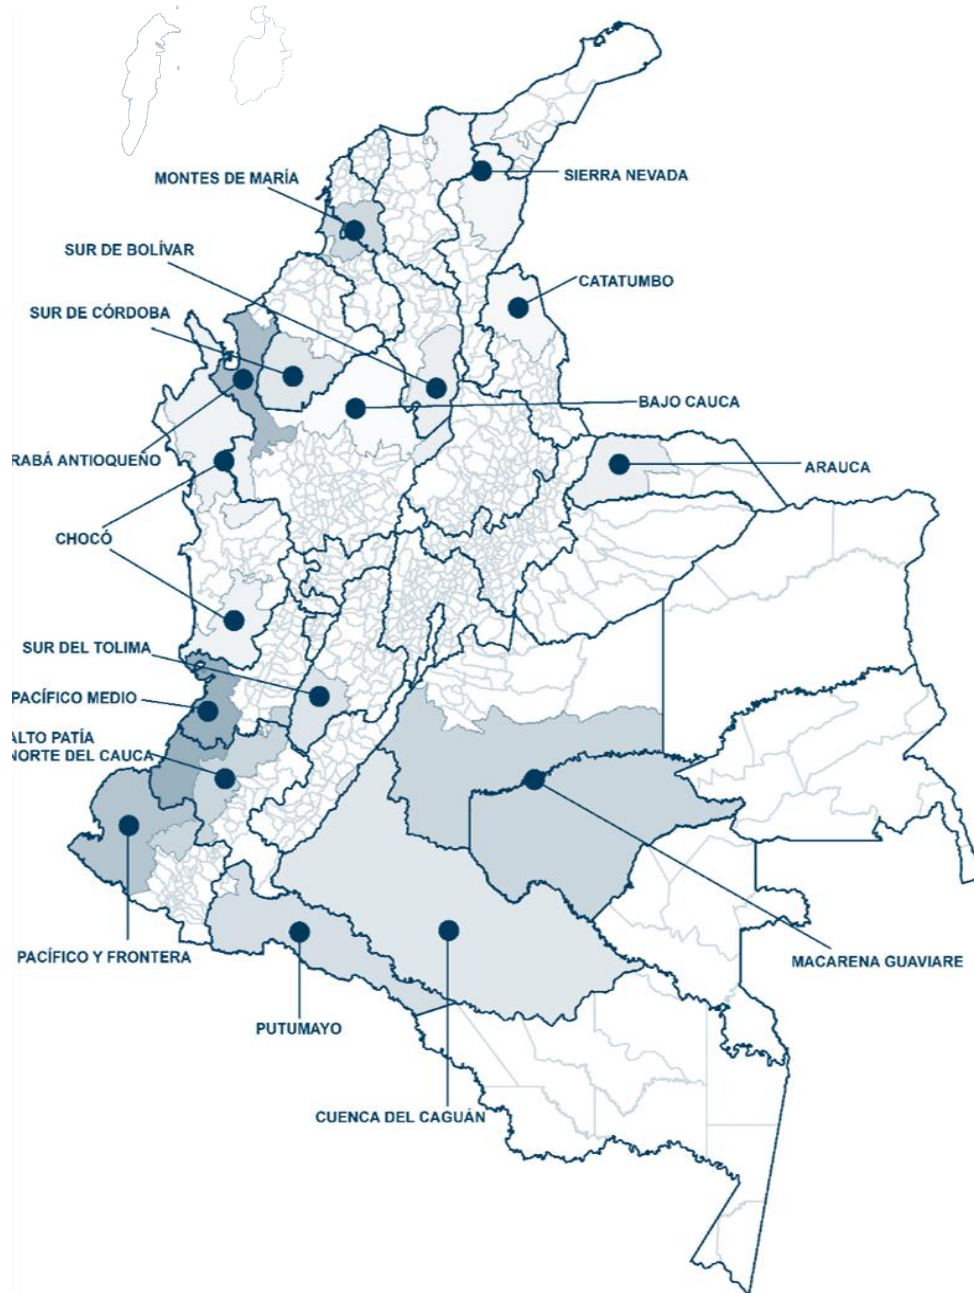 MONTES DE MARÍA
SIERRA NEVADA
SUR DE BOLÍVAR
CATATUMBO
SUR DE CÓRDOBA
BAJO CAUCA
RABÁ ANTIOQUEÑO
ARAUCA
CHOCÓ
SUR DEL TOLIMA
PACÍFICO MEDIO
ALTO PATÍA
NORTE DEL CAUCA
PACÍFICO Y FRONTERA
MACARENA GUAVIARE
PUTUMAYO
CUENCA DEL CAGUÁN